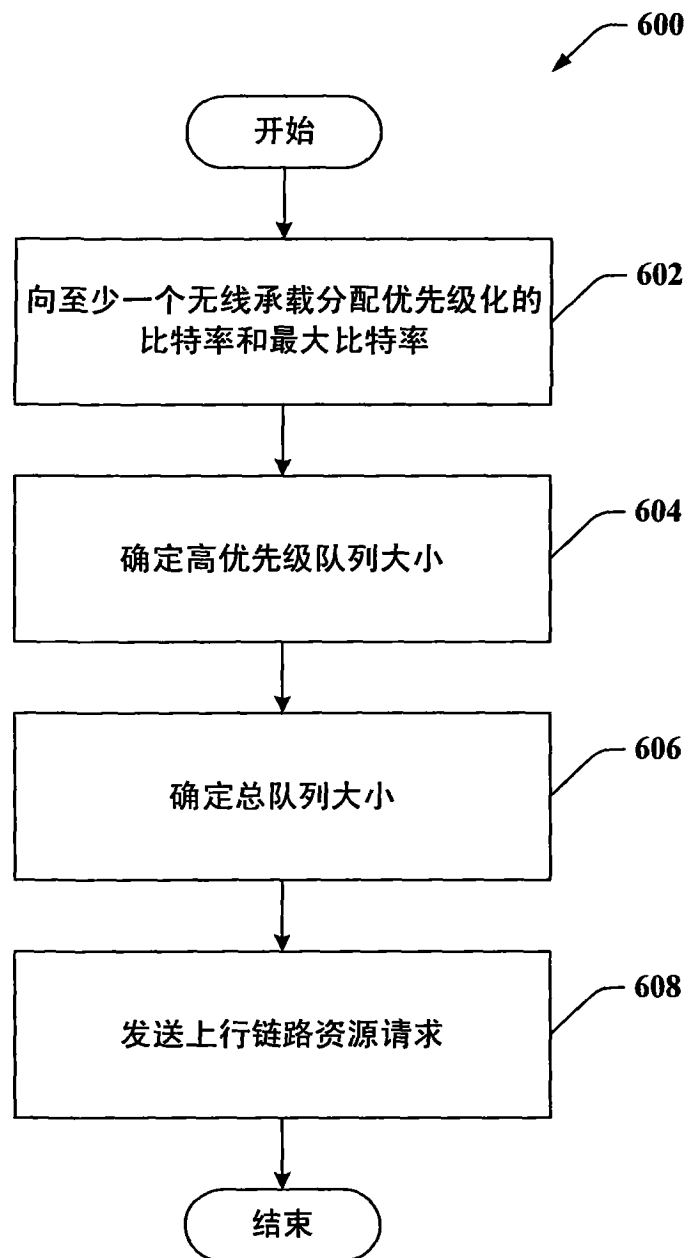 600
开始
向至少一个无线承载分配优先级化的
比特率和最大比特率
602
确定高优先级队列大小
604
确定总队列大小
606
发送上行链路资源请求
608
结束